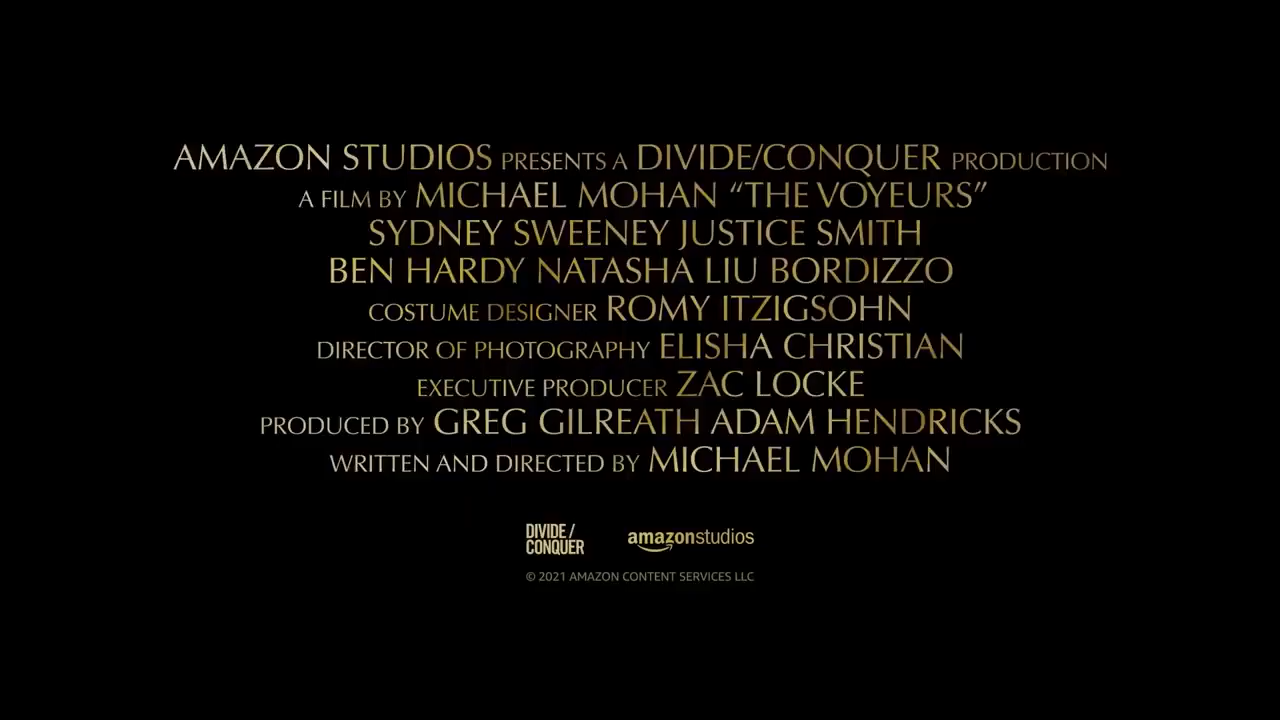 AMAZON STUDIOS PRESENTS A DIVIDE/CONQUER PRODUCTION
A FILM BY MICHAEL MOHAN “THE VOYEURS”
SYDNEY SWEENEY JUSTICE SMITH
BEN HARDY NATASHA LIU BORDIZZO
COSTUME DESIGNER ROMY ITZIGSOHN
DIRECTOR OF PHOTOGRAPHY ELISHA CHRISTIAN
EXECUTIVE PRODUCER ZAC LOCKE
PRODUCED BY GREG GILREATH ADAM HENDRICKS
WRITTEN AND DIRECTED BY MICHAEL MOHAN
DIVIDE/
CONQUER
amazonstudios
© 2021 AMAZON CONTENT SERVICES LLC